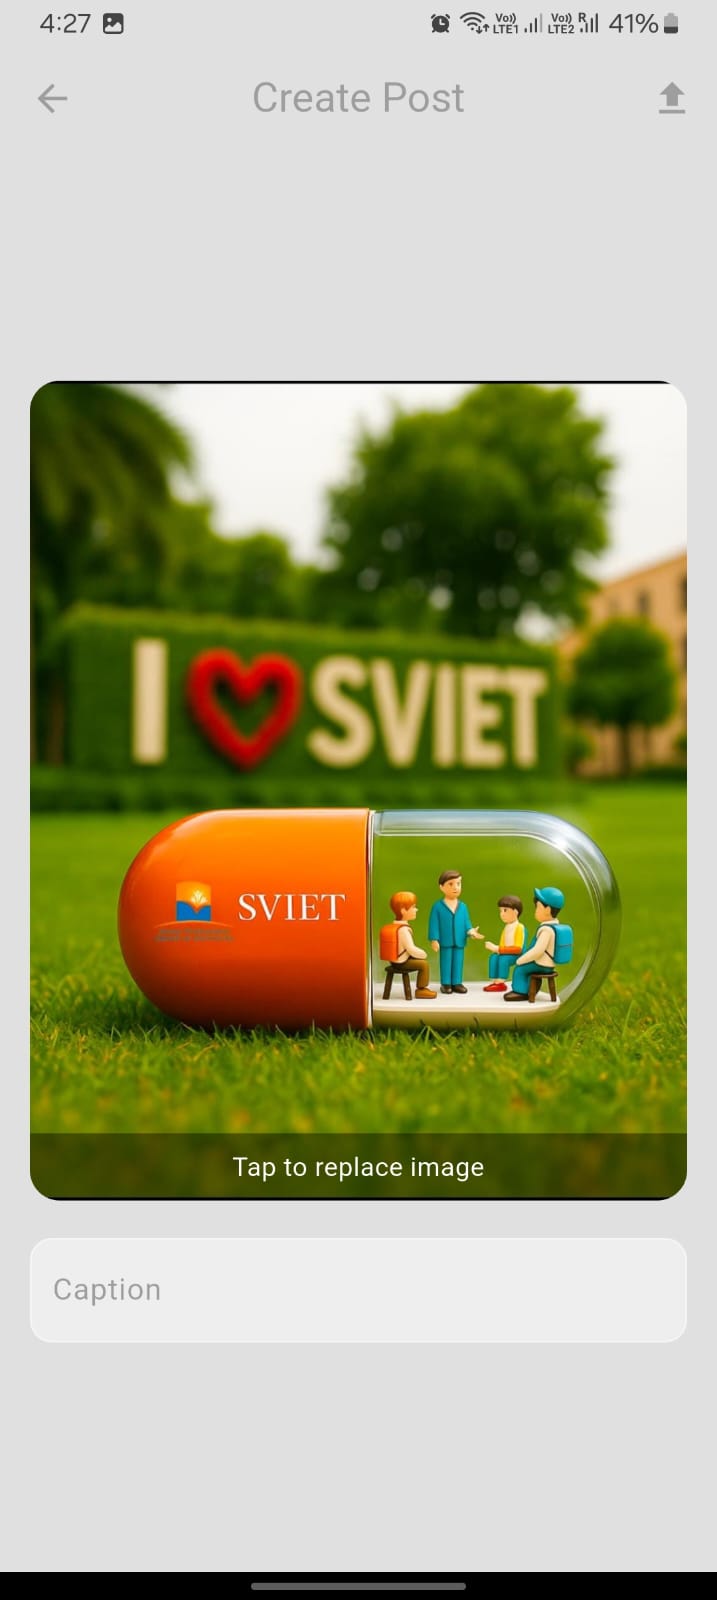 4:27
Vo)) LTE1 Vo)) LTE2 R 41%
Create Post
I SVIET
SVIET
Tap to replace image
Caption